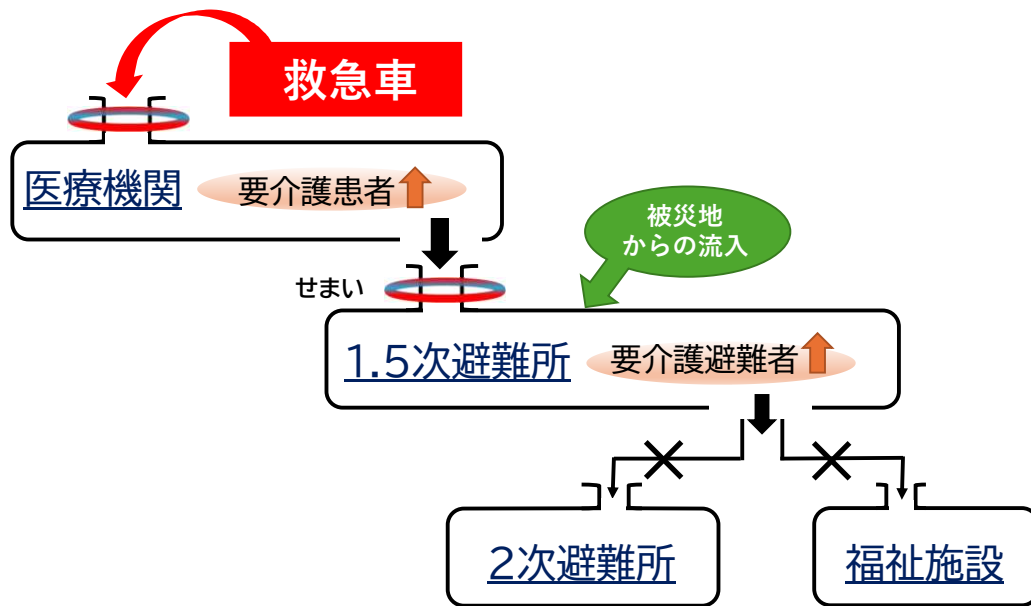 救急車
医療機関
要介護患者
被災地
からの流入
せまい
1.5次避難所
要介護避難者
2次避難所
福祉施設